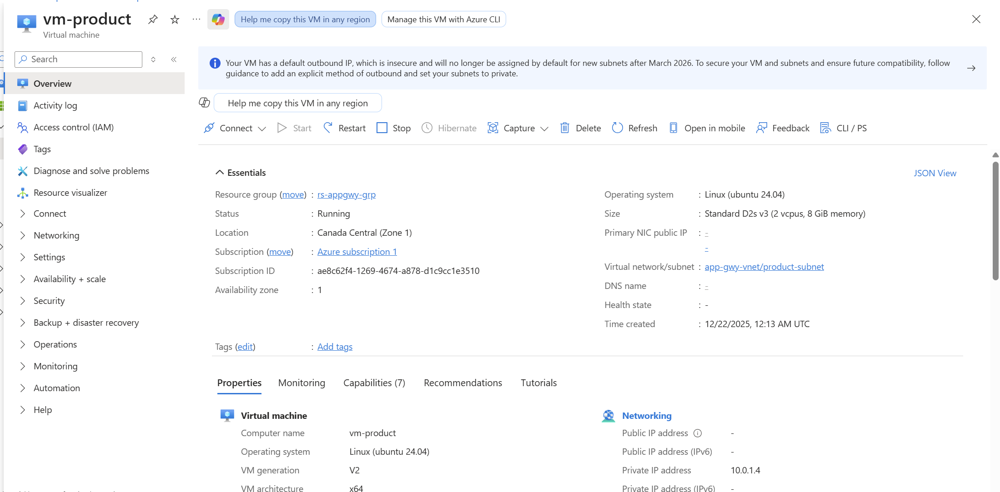 vm-product
Virtual machine
Help me copy this VM in any region
Manage this VM with Azure CLI
Search
Overview
Activity log
Access control (IAM)
Tags
Diagnose and solve problems
Resource visualizer
Connect
Networking
Settings
Availability + scale
Security
Backup + disaster recovery
Operations
Monitoring
Automation
Help
Your VM has a default outbound IP, which is insecure and will no longer be assigned by default for new subnets after March 2026. To secure your VM and subnets and ensure future compatibility, follow
guidance to add an explicit method of outbound and set your subnets to private.
Help me copy this VM in any region
Connect Start Restart Stop Hibernate Capture Delete Refresh Open in mobile Feedback CLI / PS
Essentials
JSON View
Resource group (move) : rs-appgwy-grp
Status : Running
Location : Canada Central (Zone 1)
Subscription (move) : Azure subscription 1
Subscription ID : ae8c62f4-1269-4674-a878-d1c9cc1e3510
Availability zone : 1
Operating system : Linux (ubuntu 24.04)
Size : Standard D2s v3 (2 vcpus, 8 GiB memory)
Primary NIC public IP : -
-
Virtual network/subnet : app-gwy-vnet/product-subnet
DNS name : -
Health state : -
Time created : 12/22/2025, 12:13 AM UTC
Tags (edit) : Add tags
Properties Monitoring Capabilities (7) Recommendations Tutorials
Virtual machine
Computer name vm-product
Operating system Linux (ubuntu 24.04)
VM generation V2
VM architecture x64
Networking
Public IP address -
Public IP address (IPv6) -
Private IP address 10.0.1.4
Private IP address (IPv6) -